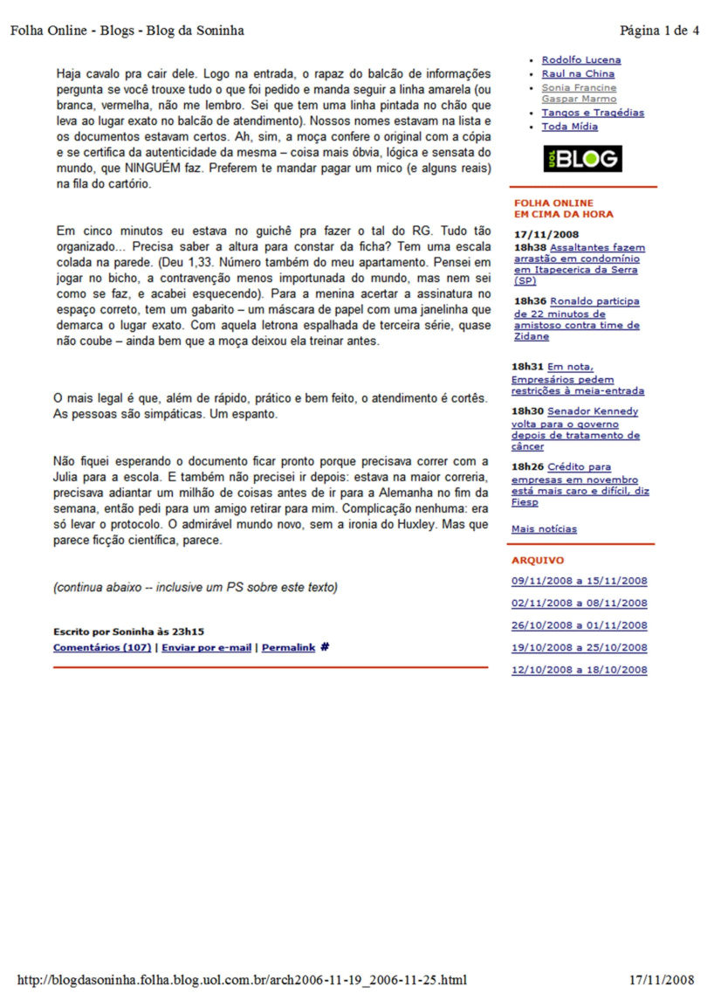 Folha Online - Blogs - Blog da Soninha
Página 1 de 4
Haja cavalo pra cair dele. Logo na entrada, o rapaz do balcão de informações
pergunta se você trouxe tudo o que foi pedido e manda seguir a linha amarela (ou
branca, vermelha, não me lembro. Sei que tem uma linha pintada no chão que
leva ao lugar exato no balcão de atendimento). Nossos nomes estavam na lista e
os documentos estavam certos. Ah, sim, a moça confere o original com a cópia
e se certifica da autenticidade da mesma – coisa mais óbvia, lógica e sensata do
mundo, que NINGUÉM faz. Preferem te mandar pagar um mico (e alguns reais)
na fila do cartório.
Em cinco minutos eu estava no guichê pra fazer o tal do RG. Tudo tão
organizado... Precisa saber a altura para constar da ficha? Tem uma escala
colada na parede. (Deu 1,33. Número também do meu apartamento. Pensei em
jogar no bicho, a contravenção menos importunada do mundo, mas nem sei
como se faz, e acabei esquecendo). Para a menina acertar a assinatura no
espaço correto, tem um gabarito – um máscara de papel com uma janelinha que
demarca o lugar exato. Com aquela letrona espalhada de terceira série, quase
não coube – ainda bem que a moça deixou ela treinar antes.
O mais legal é que, além de rápido, prático e bem feito, o atendimento é cortês.
As pessoas são simpáticas. Um espanto.
Não fiquei esperando o documento ficar pronto porque precisava correr com a
Julia para a escola. E também não precisei ir depois: estava na maior correria,
precisava adiantar um milhão de coisas antes de ir para a Alemanha no fim da
semana, então pedi para um amigo retirar para mim. Complicação nenhuma: era
só levar o protocolo. O admirável mundo novo, sem a ironia do Huxley. Mas que
parece ficção científica, parece.
(continua abaixo -- inclusive um PS sobre este texto)
Escrito por Soninha às 23h15
Comentários (107) | Enviar por e-mail | Permalink #
• Rodolfo Lucena
• Raul na China
• Sonia Francine
Gaspar Marmo
• Tangos e Tragédias
• Toda Mídia
UOL BLOG
FOLHA ONLINE
EM CIMA DA HORA
17/11/2008
18h38 Assaltantes fazem
arrastão em condomínio
em Itapecerica da Serra
(SP)
18h36 Ronaldo participa
de 22 minutos de
amistoso contra time de
Zidane
18h31 Em nota,
Empresários pedem
restrições à meia-entrada
18h30 Senador Kennedy
volta para o governo
depois de tratamento de
câncer
18h26 Crédito para
empresas em novembro
está mais caro e difícil, diz
Fiesp
Mais notícias
ARQUIVO
09/11/2008 a 15/11/2008
02/11/2008 a 08/11/2008
26/10/2008 a 01/11/2008
19/10/2008 a 25/10/2008
12/10/2008 a 18/10/2008
http://blogdasoninha.folha.blog.uol.com.br/arch2006-11-19_2006-11-25.html
17/11/2008